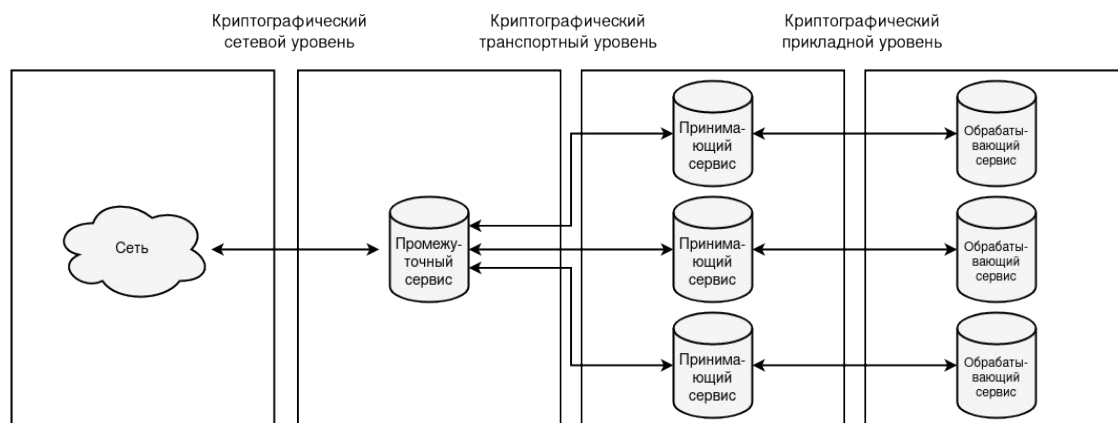 Криптографический
сетевой уровень
Криптографический
транспортный уровень
Криптографический
прикладной уровень
Сеть
Промежу-
точный
сервис
Принима-
ющий
сервис
Принима-
ющий
сервис
Принима-
ющий
сервис
Обрабаты-
вающий
сервис
Обрабаты-
вающий
сервис
Обрабаты-
вающий
сервис